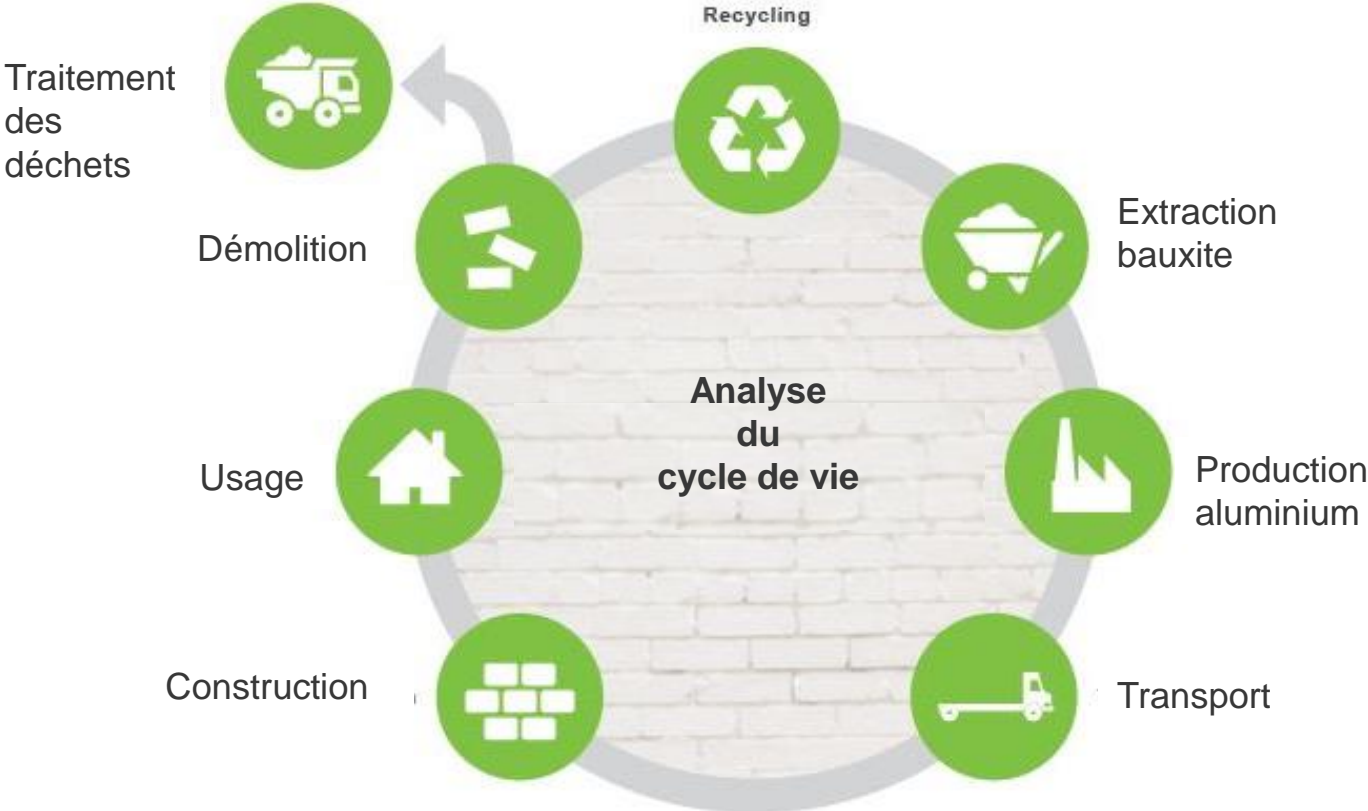 Recycling
Traitement
des
déchets
Extraction
bauxite
Démolition
Analyse
du
cycle de vie
Usage
Production
aluminium
Construction
Transport